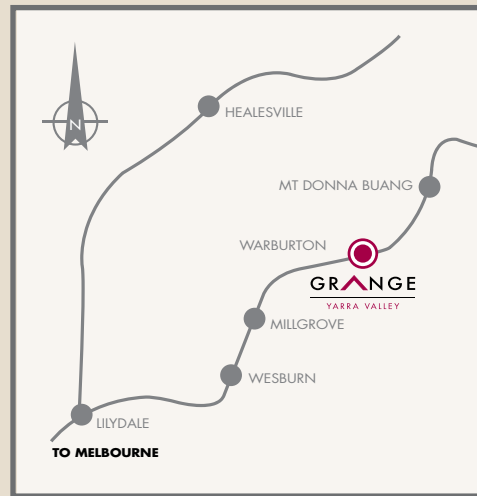 N
HEALESVILLE
MT DONNA BUANG
WARBURTON
GRANGE
YARRA VALLEY
MILLGROVE
WESBURN
LILYDALE
TO MELBOURNE